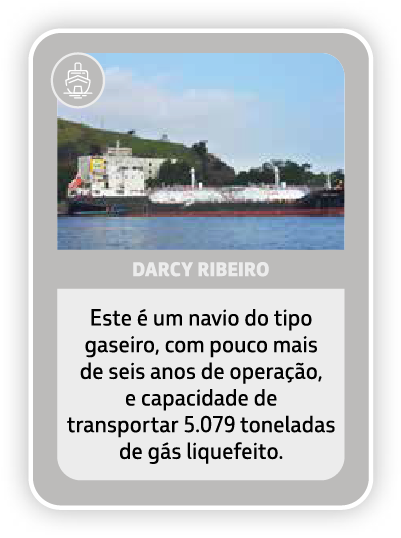 DARCY RIBEIRO
Este é um navio do tipo
gaseiro, com pouco mais
de seis anos de operação,
e capacidade de
transportar 5.079 toneladas
de gás liquefeito.